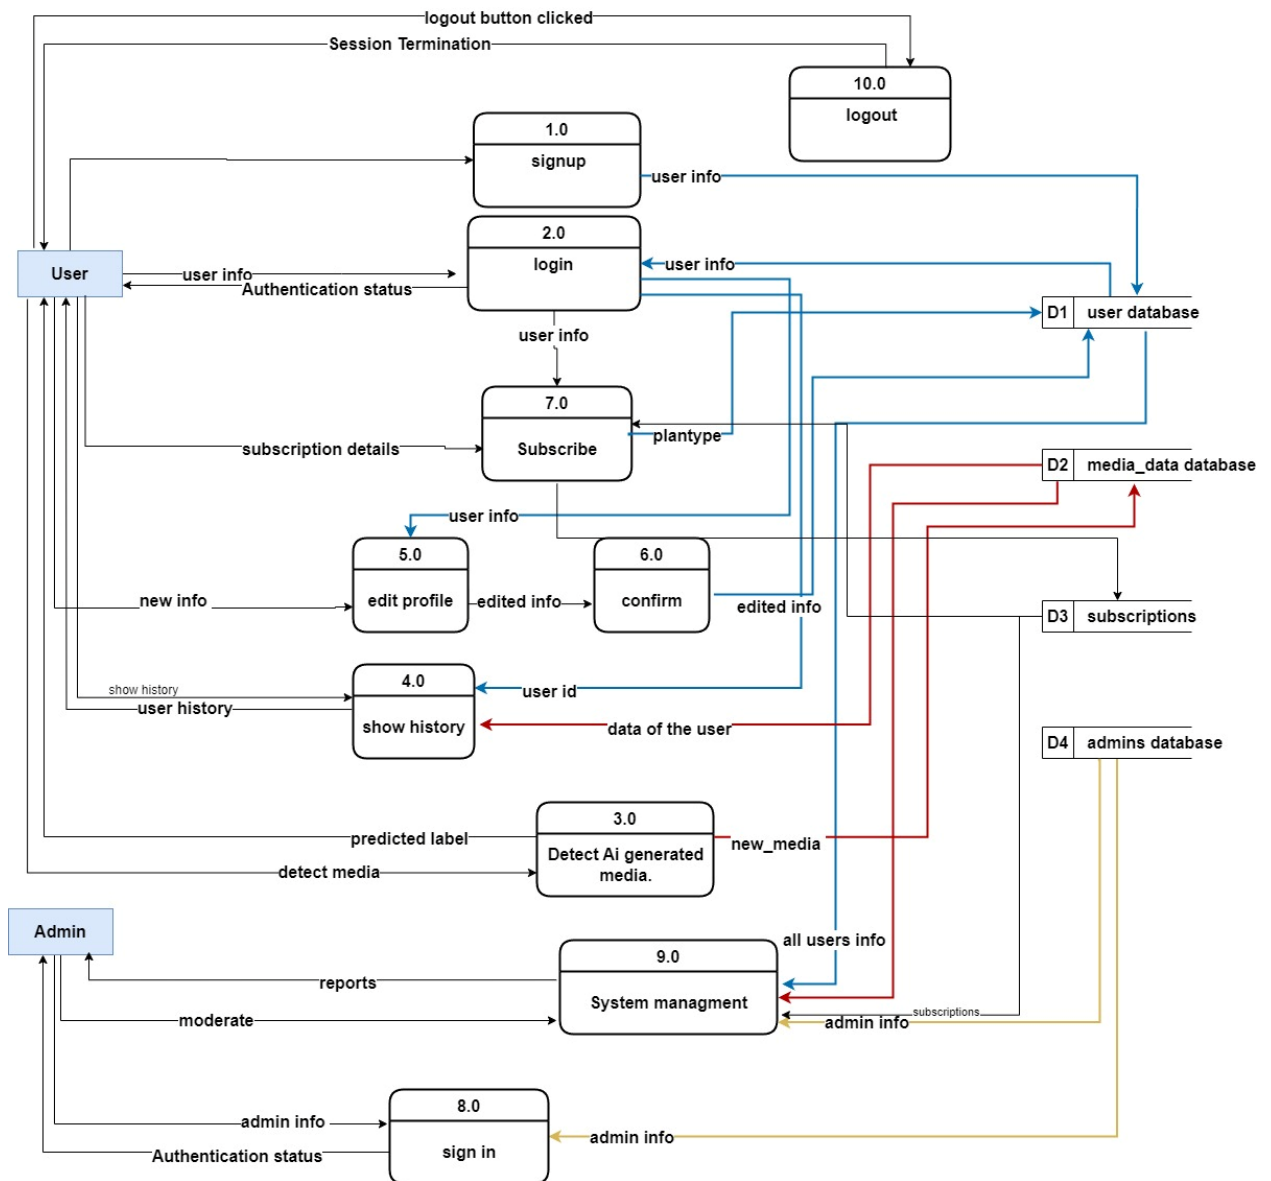 logout button clicked
Session Termination
10.0
logout
1.0
signup
user info
2.0
login
User
user info
Authentication status
user info
user info
D1 user database
7.0
Subscribe
subscription details
plantype
D2 media_data database
user info
5.0
edit profile
6.0
confirm
new info
edited info
edited info
D3 subscriptions
4.0
show history
show history
user history
user id
data of the user
D4 admins database
3.0
Detect Ai generated
media.
predicted label
new_media
detect media
Admin
all users info
9.0
System managment
reports
moderate
subscriptions
admin info
8.0
sign in
admin info
admin info
Authentication status